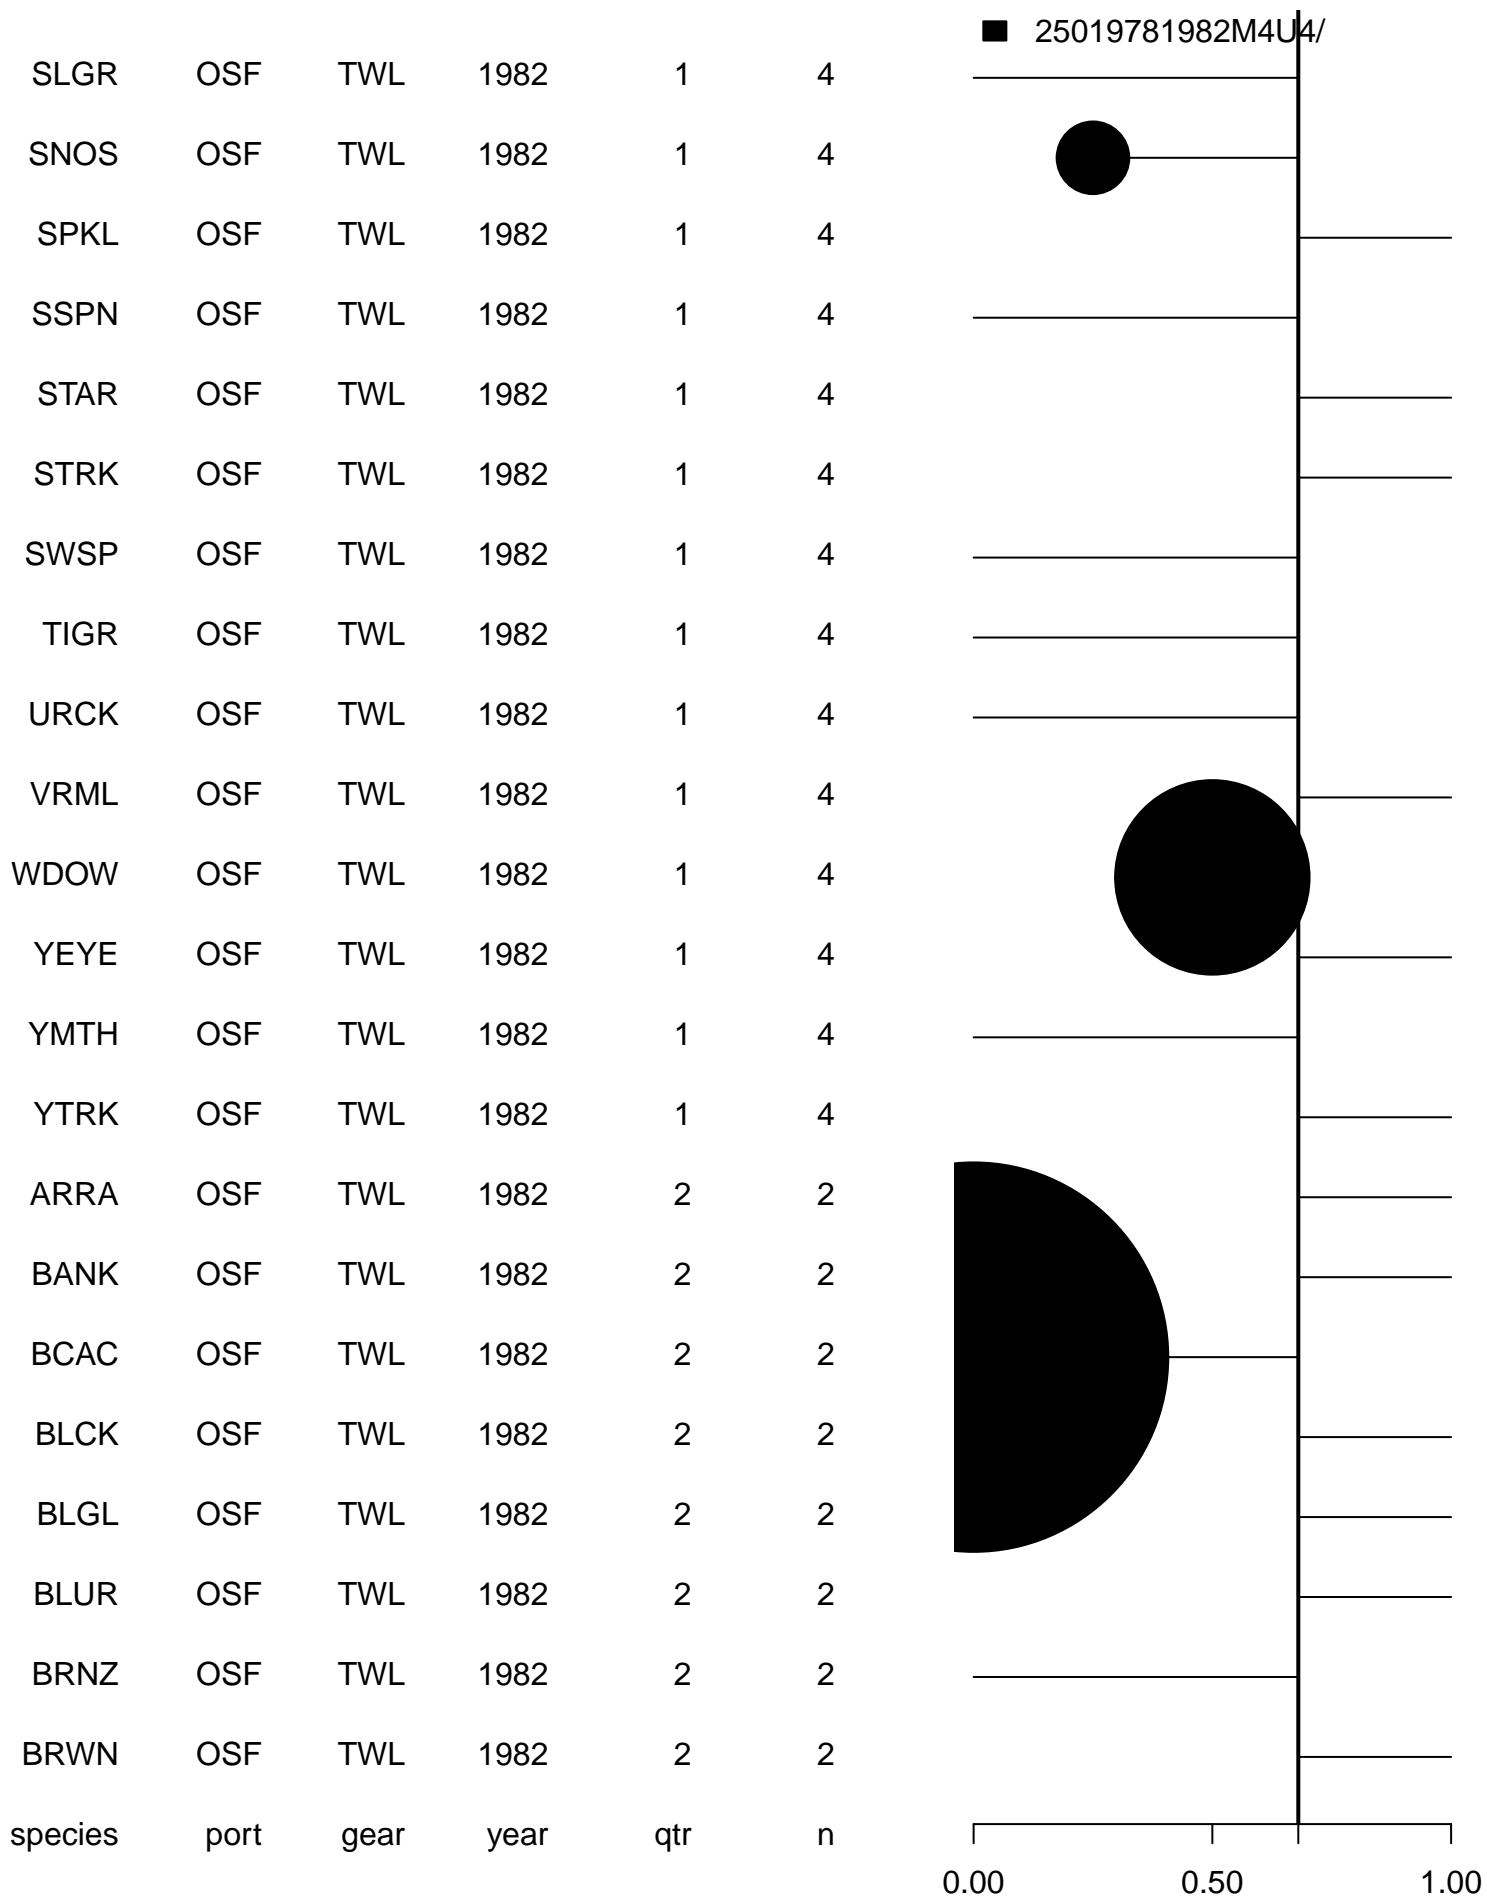 25019781982M4U4/
SLGR OSF TWL 1982 1 4
SNOS OSF TWL 1982 1 4
SPKL OSF TWL 1982 1 4
SSPN OSF TWL 1982 1 4
STAR OSF TWL 1982 1 4
STRK OSF TWL 1982 1 4
SWSP OSF TWL 1982 1 4
TIGR OSF TWL 1982 1 4
URCK OSF TWL 1982 1 4
VRML OSF TWL 1982 1 4
WDOW OSF TWL 1982 1 4
YEYE OSF TWL 1982 1 4
YMTH OSF TWL 1982 1 4
YTRK OSF TWL 1982 1 4
ARRA OSF TWL 1982 2 2
BANK OSF TWL 1982 2 2
BCAC OSF TWL 1982 2 2
BLCK OSF TWL 1982 2 2
BLGL OSF TWL 1982 2 2
BLUR OSF TWL 1982 2 2
BRNZ OSF TWL 1982 2 2
BRWN OSF TWL 1982 2 2
species port gear year qtr n
0.00 0.50 1.00